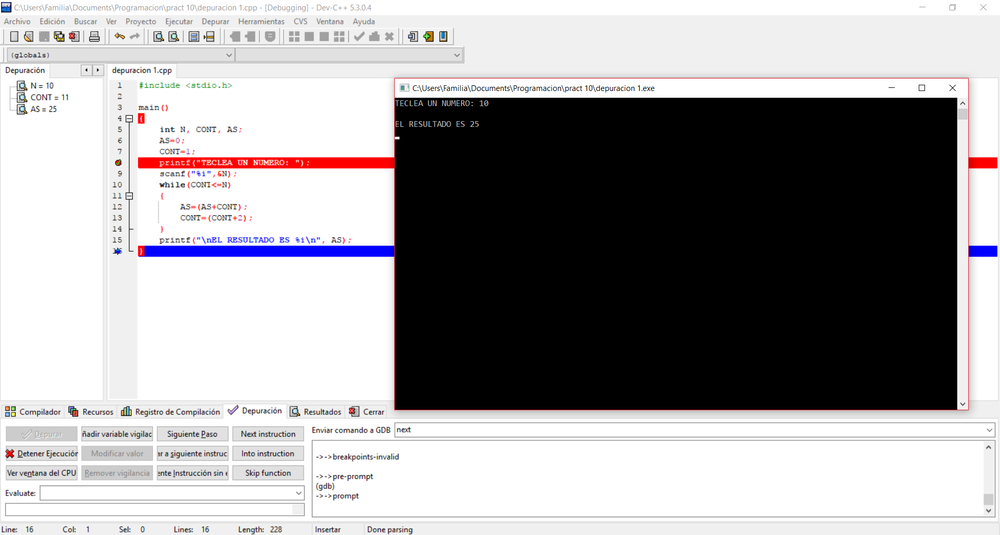 C:\Users\Familia\Documents\Programacion\pract 10\depuracion 1.cpp - [Debugging] - Dev-C++ 5.3.0.4
Archivo Edición Buscar Ver Proyecto Ejecutar Depurar Herramientas CVS Ventana Ayuda
(globals)
Depuración
N = 10
CONT = 11
AS = 25
depuracion 1.cpp
1 #include <stdio.h>
2
3 main()
4 {
5 int N, CONT, AS;
6 AS=0;
7 CONT=1;
printf("TECLEA UN NUMERO: ");
9 scanf("%i",&N);
10 while(CONT<=N)
11 {
12 AS=(AS+CONT);
13 CONT=(CONT+2);
14 }
15 printf("\nEL RESULTADO ES %i\n", AS);
}
C:\Users\Familia\Documents\Programacion\pract 10\depuracion 1.exe
TECLEA UN NUMERO: 10
EL RESULTADO ES 25
Compilador Recursos Registro de Compilación Depuración Resultados Cerrar
Depurar ñadir variable vigilac Siguiente Paso Next instruction
Detener Ejecución Modificar valor ar a siguiente instruc Into instruction
Ver ventana del CPU Remover vigilancia ente Instrucción sin e Skip function
Evaluate:
Enviar comando a GDB next
->->breakpoints-invalid
->->pre-prompt
(gdb)
->->prompt
Line: 16 Col: 1 Sel: 0 Lines: 16 Length: 228 Insertar Done parsing